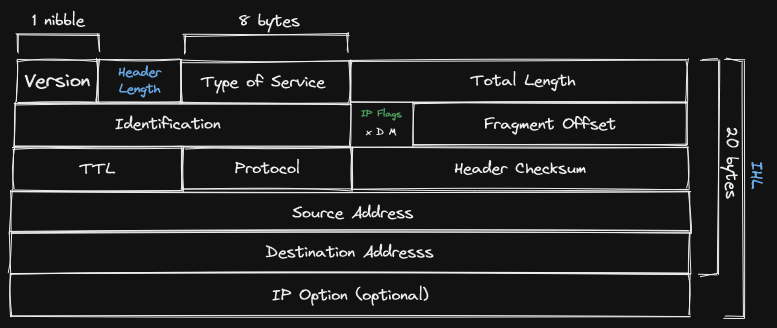 1 nibble
8 bytes
Version
Header
Length
Type of Service
Total Length
Identification
IP Flags
x D M
Fragment Offset
TTL
Protocol
Header Checksum
Source Address
Destination Addresss
IP Option (optional)
20 bytes
IHL